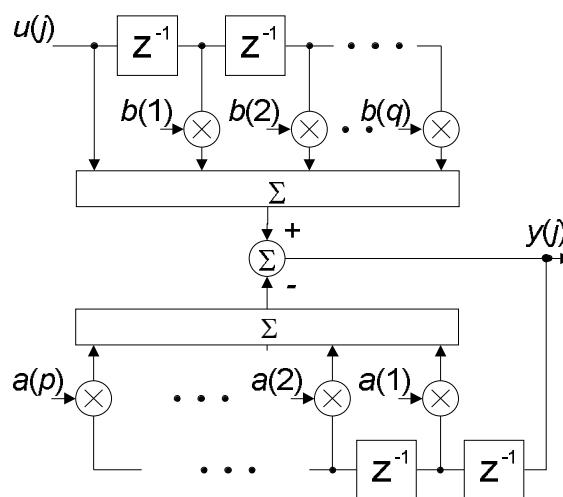 u(j)
Z⁻¹ Z⁻¹
b(1) b(2) b(q)
Σ
+
Σ
y(j)
-
Σ
a(p) a(2) a(1)
Z⁻¹ Z⁻¹